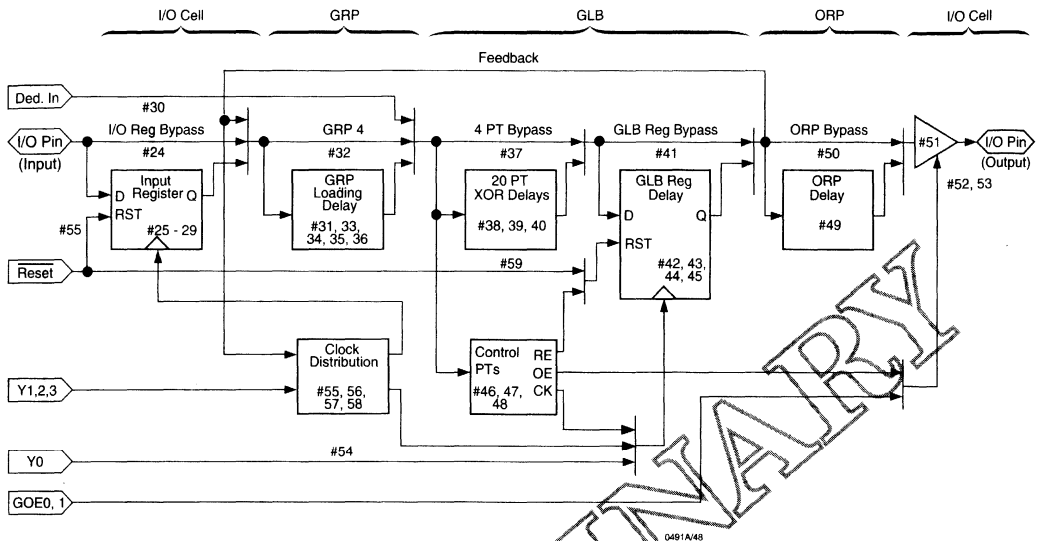 I/O Cell
GRP
GLB
ORP
I/O Cell
Feedback
Ded. In
#30
I/O Pin
(Input)
I/O Reg Bypass
#24
GRP 4
#32
4 PT Bypass
#37
GLB Reg Bypass
#41
ORP Bypass
#50
#51
I/O Pin
(Output)
#52, 53
Input
Register
D
Q
RST
#25 - 29
#55
GRP
Loading
Delay
#31, 33,
34, 35, 36
20 PT
XOR Delays
#38, 39, 40
GLB Reg
Delay
D
Q
RST
#42, 43,
44, 45
ORP
Delay
#49
Reset
#59
Clock
Distribution
#55, 56,
57, 58
Control
PTs
#46, 47,
48
RE
OE
CK
Y1,2,3
Y0
#54
GOE0, 1
0491A/48